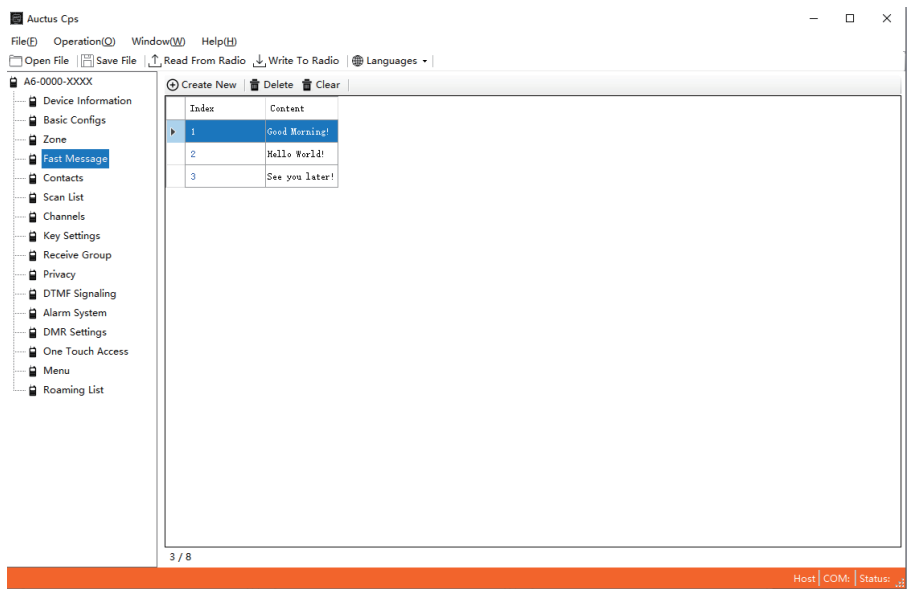 Auctus Cps
File(F) Operation(O) Window(W) Help(H)
Open File Save File Read From Radio Write To Radio Languages
A6-0000-XXXX
Device Information
Basic Configs
Zone
Fast Message
Contacts
Scan List
Channels
Key Settings
Receive Group
Privacy
DTMF Signaling
Alarm System
DMR Settings
One Touch Access
Menu
Roaming List
Create New Delete Clear
Index Content
1 Good Morning!
2 Hello World!
3 See you later!
3 / 8
Host COM: Status: